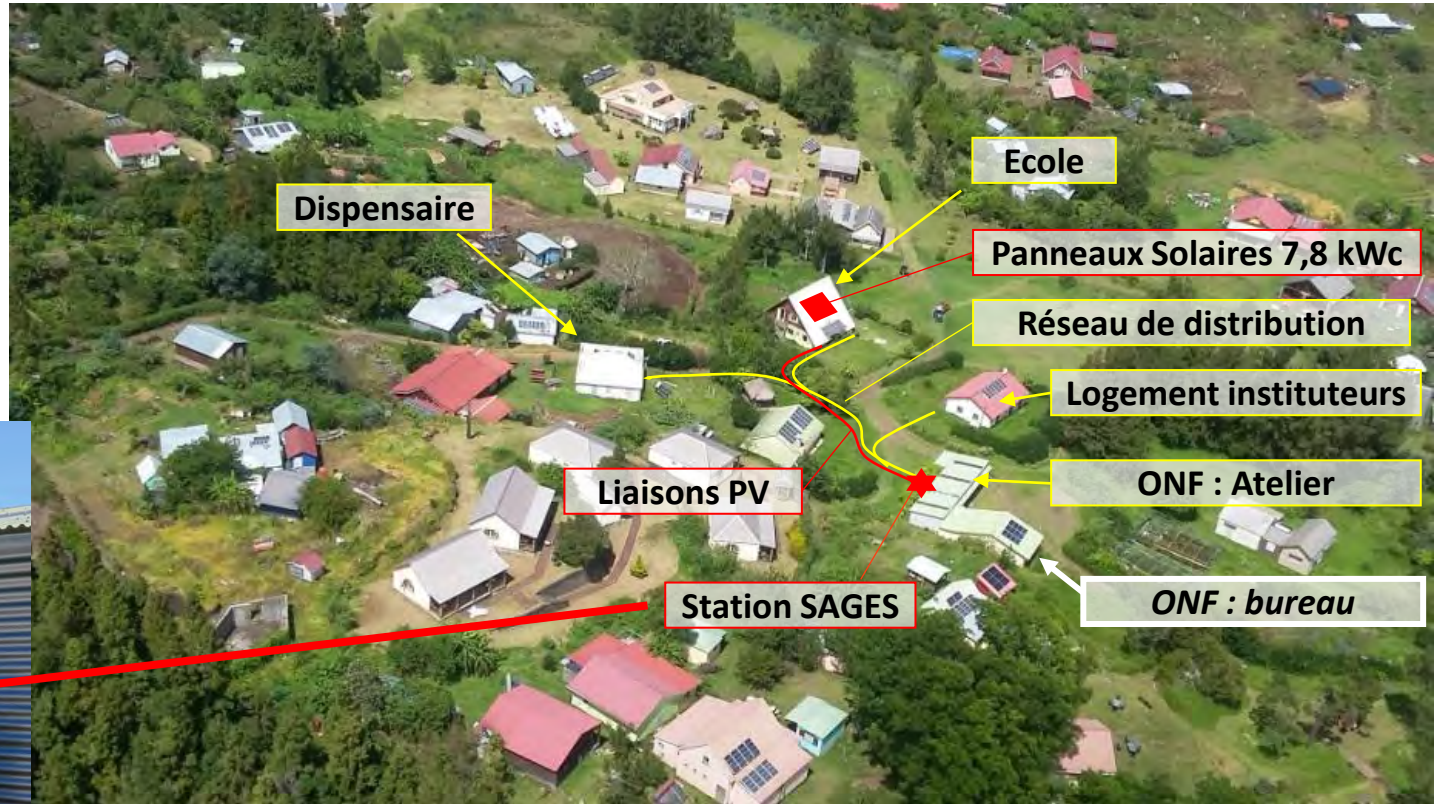 Ecole
Dispensaire
Panneaux Solaires 7,8 kWc
Réseau de distribution
Logement instituteurs
Liaisons PV
ONF : Atelier
Station SAGES
ONF : bureau